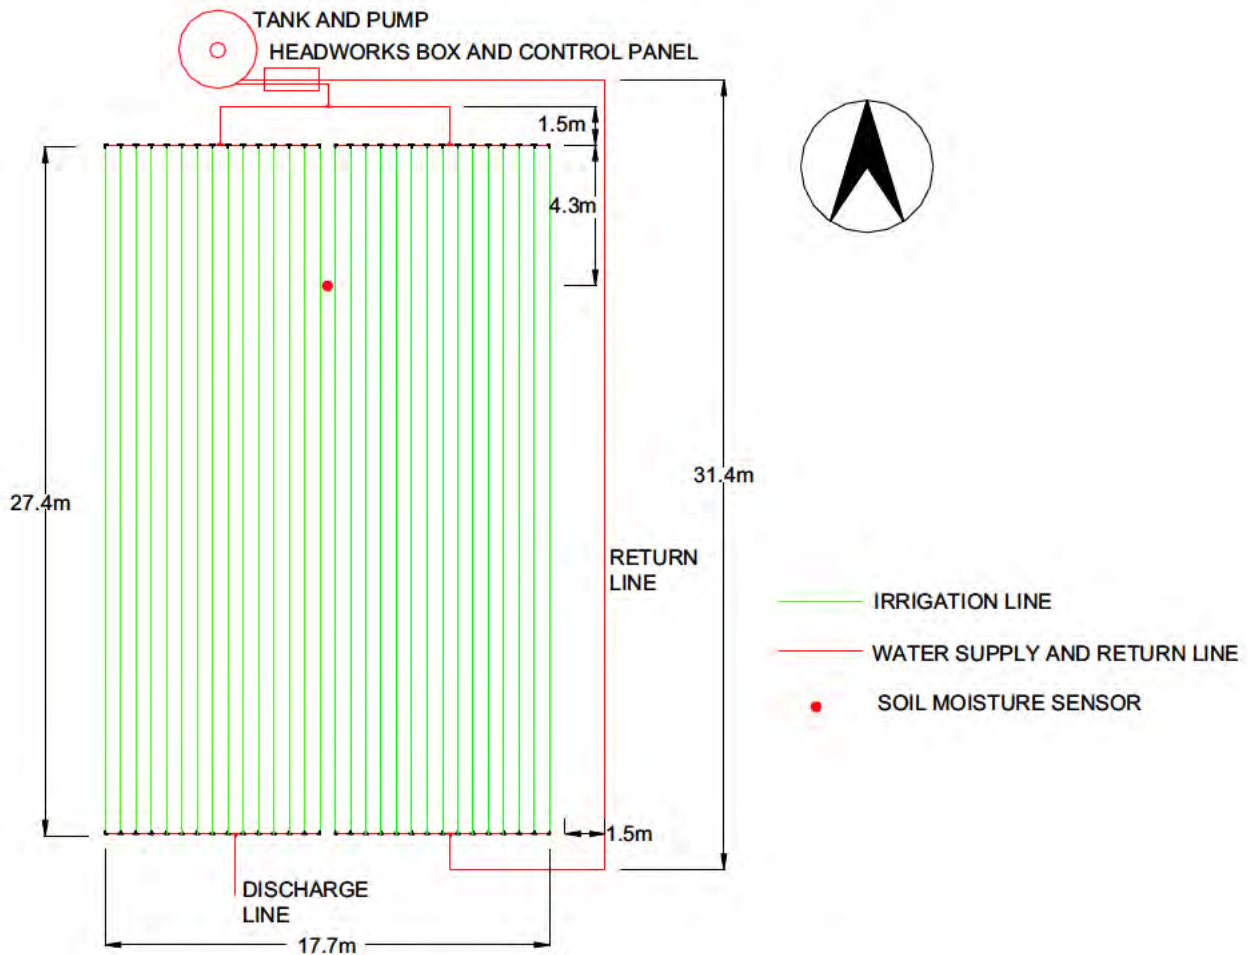 TANK AND PUMP
HEADWORKS BOX AND CONTROL PANEL
1.5m
4.3m
27.4m
31.4m
RETURN
LINE
IRRIGATION LINE
WATER SUPPLY AND RETURN LINE
SOIL MOISTURE SENSOR
1.5m
DISCHARGE
LINE
17.7m